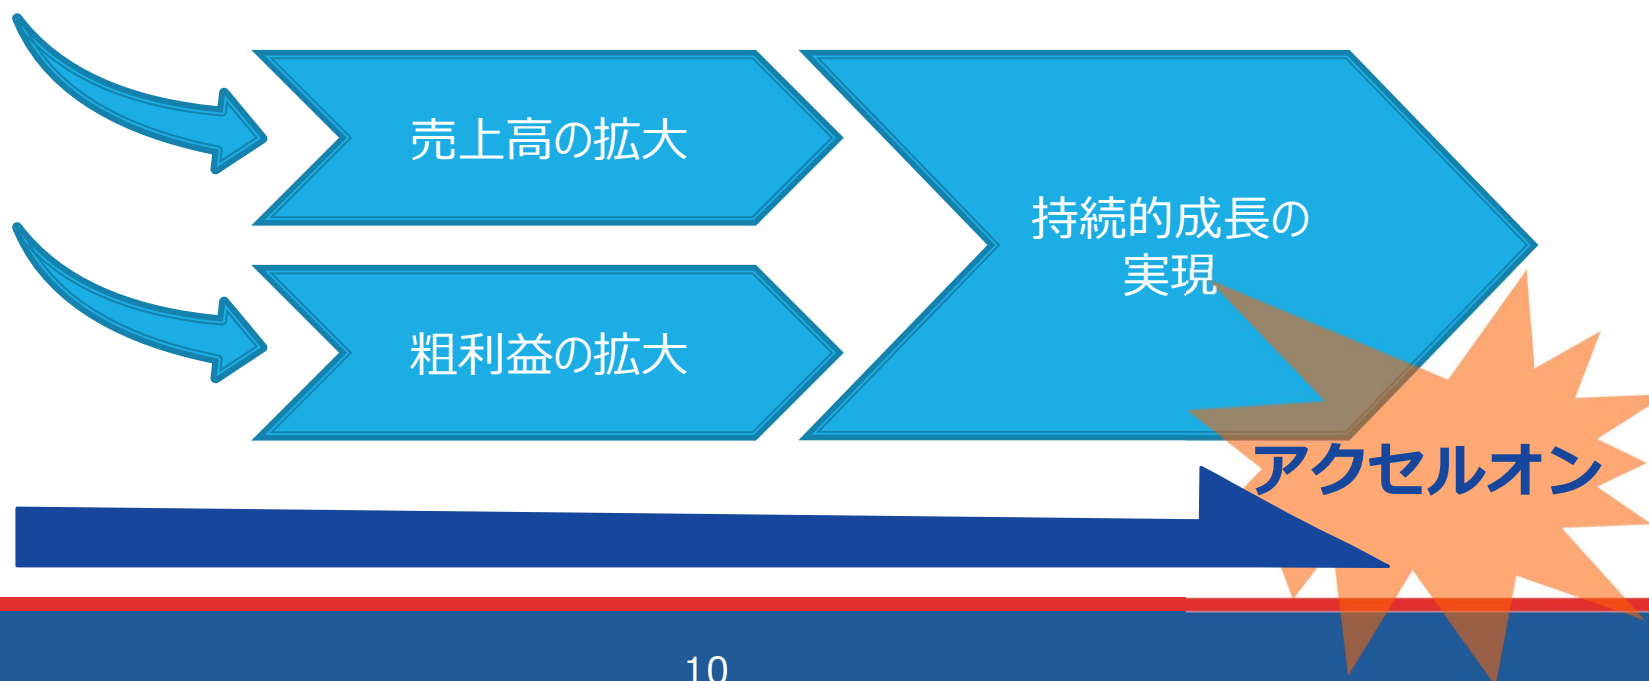 売上高の拡大
粗利益の拡大
持続的成長の
実現
アクセルオン
10